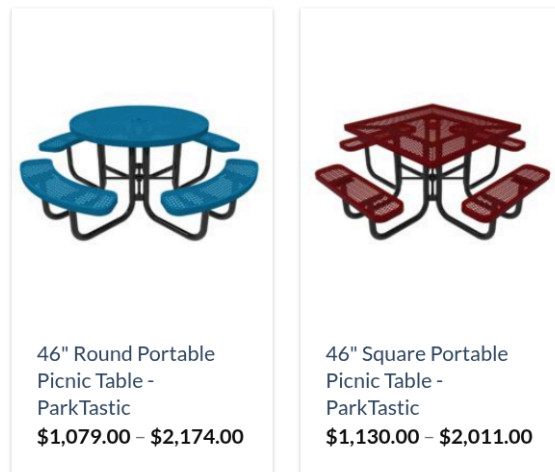 46" Round Portable
Picnic Table -
ParkTastic
$1,079.00 – $2,174.00
46" Square Portable
Picnic Table -
ParkTastic
$1,130.00 – $2,011.00